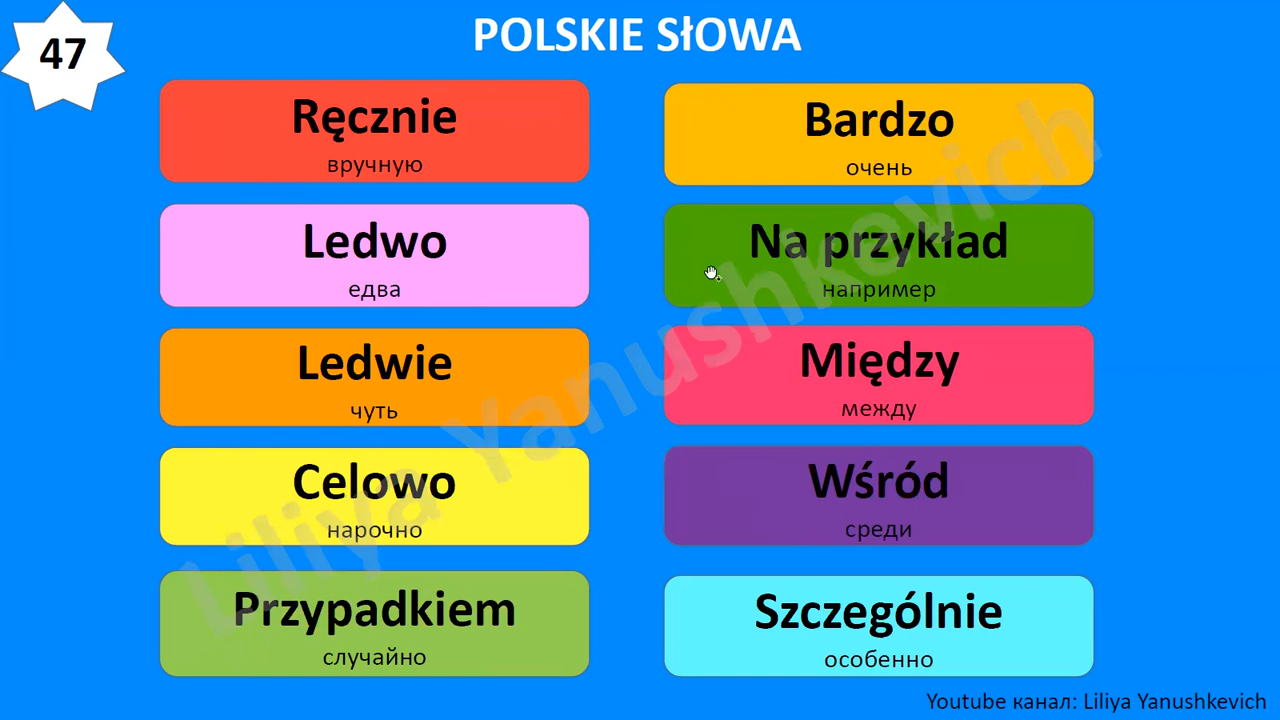 47
POLSKIE SŁOWA
Ręcznie
вручную
Ledwo
едва
Ledwie
чуть
Celowo
нарочно
Przypadkiem
случайно
Bardzo
очень
Na przykład
например
Między
между
Wśród
среди
Szczególnie
особенно
Liliya Yanushkevich
Youtube канал: Liliya Yanushkevich